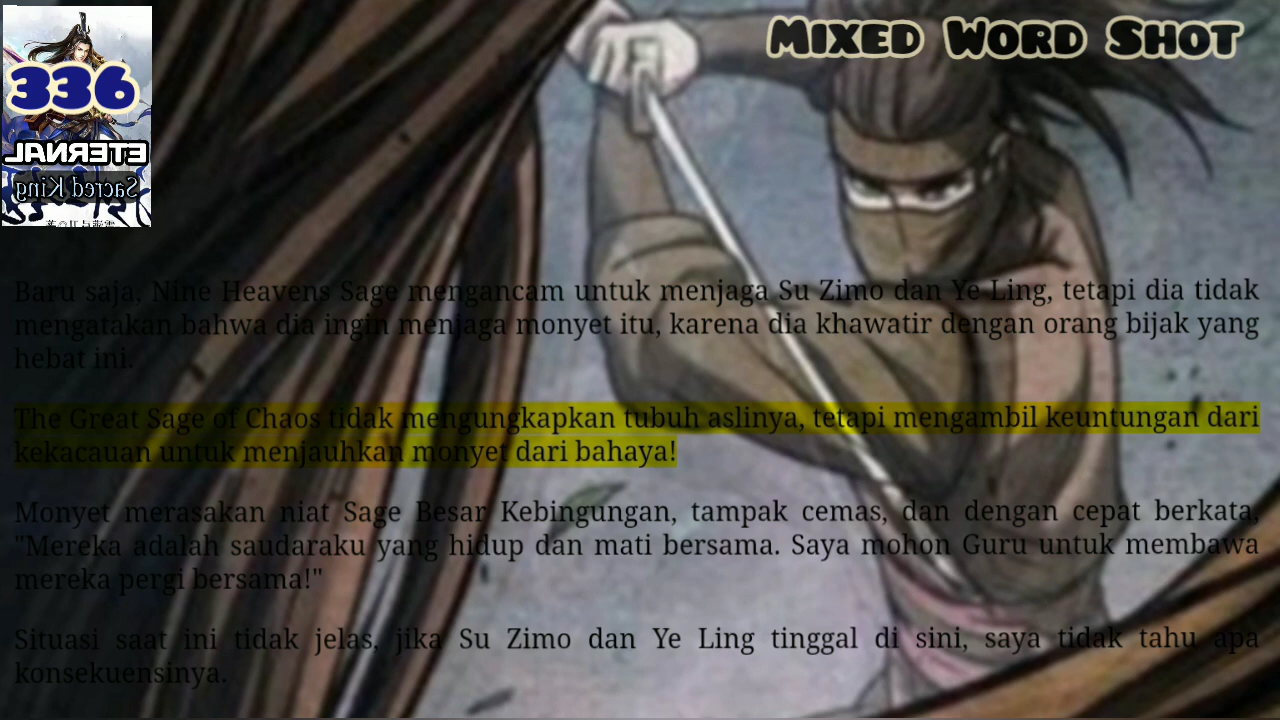 MIXED WORD SHOT
336
ETERNAL
Sacred King
Baru saja, Nine Heavens Sage mengancam untuk menjaga Su Zimo dan Ye Ling, tetapi dia tidak
mengatakan bahwa dia ingin menjaga monyet itu, karena dia khawatir dengan orang bijak yang
hebat ini.
The Great Sage of Chaos tidak mengungkapkan tubuh aslinya, tetapi mengambil keuntungan dari
kekacauan untuk menjauhkan monyet dari bahaya!
Monyet merasakan niat Sage Besar Kebingungan, tampak cemas, dan dengan cepat berkata,
"Mereka adalah saudaraku yang hidup dan mati bersama. Saya mohon Guru untuk membawa
mereka pergi bersama!"
Situasi saat ini tidak jelas, jika Su Zimo dan Ye Ling tinggal di sini, saya tidak tahu apa
konsekuensinya.